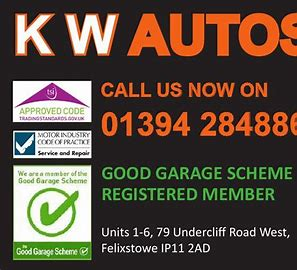 K W AUTOS
tsi
APPROVED CODE
TRADINGSTANDARDS.GOV.UK
MOTOR INDUSTRY
CODE OF PRACTICE
Service and Repair
We are a member of the
Good Garage Scheme
the
Good Garage Scheme
CALL US NOW ON
01394 284886
GOOD GARAGE SCHEME
REGISTERED MEMBER
Units 1-6, 79 Undercliff Road West,
Felixstowe IP11 2AD